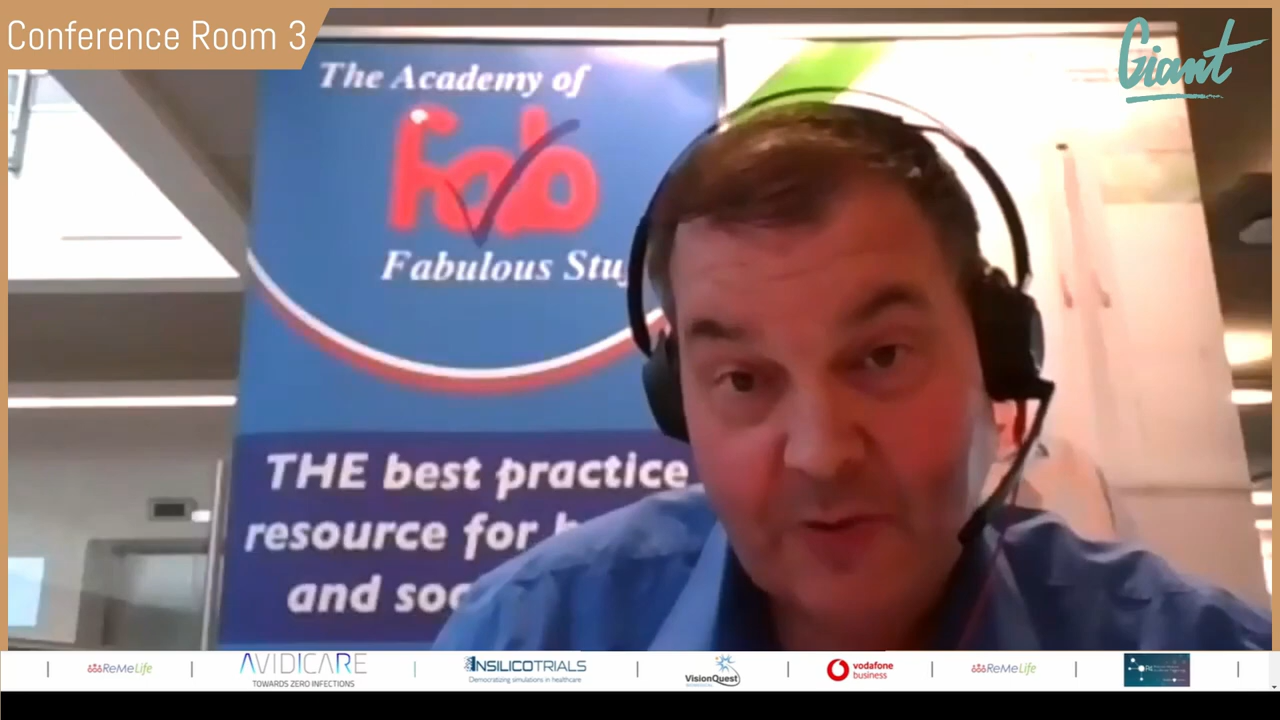 Conference Room 3
Giant
The Academy of
Fab
Fabulous Stu
THE best practice
resource for h
and soc
ReMeLife
AVIDICARE
TOWARDS ZERO INFECTIONS
INSILICOTRIALS
Democratizing simulations in healthcare
VisionQuest
vodafone
business
ReMeLife